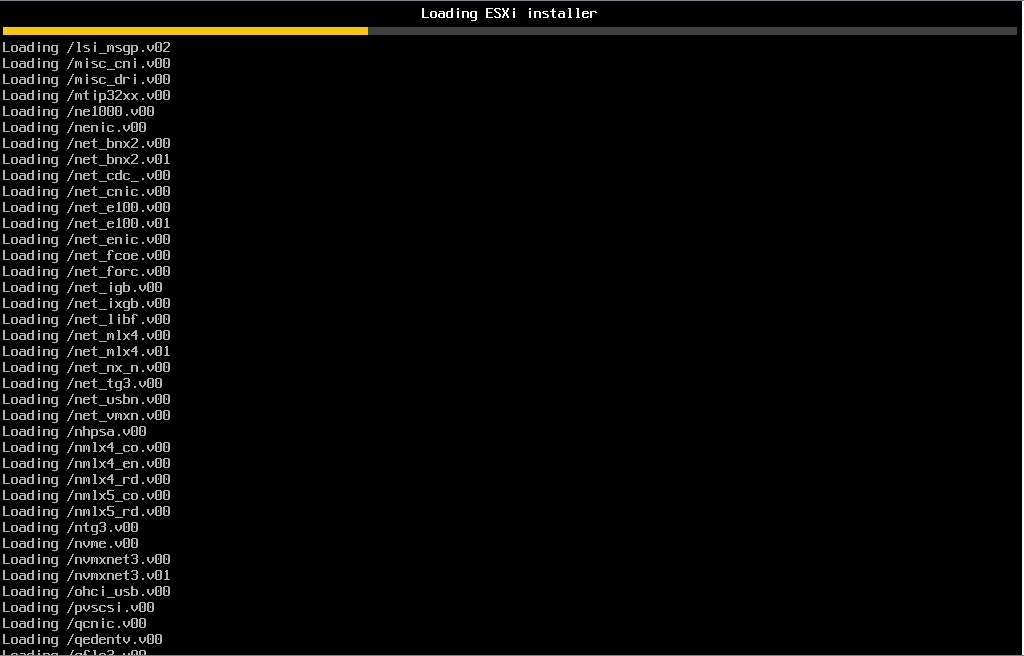 Loading ESXi installer
Loading /lsi_msgp.v02
Loading /misc_cni.v00
Loading /misc_dri.v00
Loading /mtip32xx.v00
Loading /ne1000.v00
Loading /nenic.v00
Loading /net_bnx2.v00
Loading /net_bnx2.v01
Loading /net_cdc_.v00
Loading /net_cnic.v00
Loading /net_e100.v00
Loading /net_e100.v01
Loading /net_enic.v00
Loading /net_fcoe.v00
Loading /net_forc.v00
Loading /net_igb.v00
Loading /net_ixgb.v00
Loading /net_libf.v00
Loading /net_mlx4.v00
Loading /net_mlx4.v01
Loading /net_nx_n.v00
Loading /net_tg3.v00
Loading /net_usbn.v00
Loading /net_vmxn.v00
Loading /nhpsa.v00
Loading /nmlx4_co.v00
Loading /nmlx4_en.v00
Loading /nmlx4_rd.v00
Loading /nmlx5_co.v00
Loading /nmlx5_rd.v00
Loading /ntg3.v00
Loading /nvme.v00
Loading /nvmxnet3.v00
Loading /nvmxnet3.v01
Loading /ohci_usb.v00
Loading /pvscsi.v00
Loading /qcnic.v00
Loading /qedentv.v00
Loading /qfle3.v00